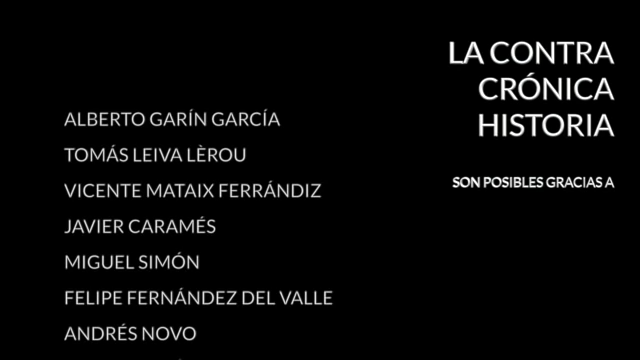 LA CONTRA
CRÓNICA
HISTORIA
SON POSIBLES GRACIAS A
ALBERTO GARÍN GARCÍA
TOMÁS LEIVA LÈROU
VICENTE MATAIX FERRÁNDIZ
JAVIER CARAMÉS
MIGUEL SIMÓN
FELIPE FERNÁNDEZ DEL VALLE
ANDRÉS NOVO